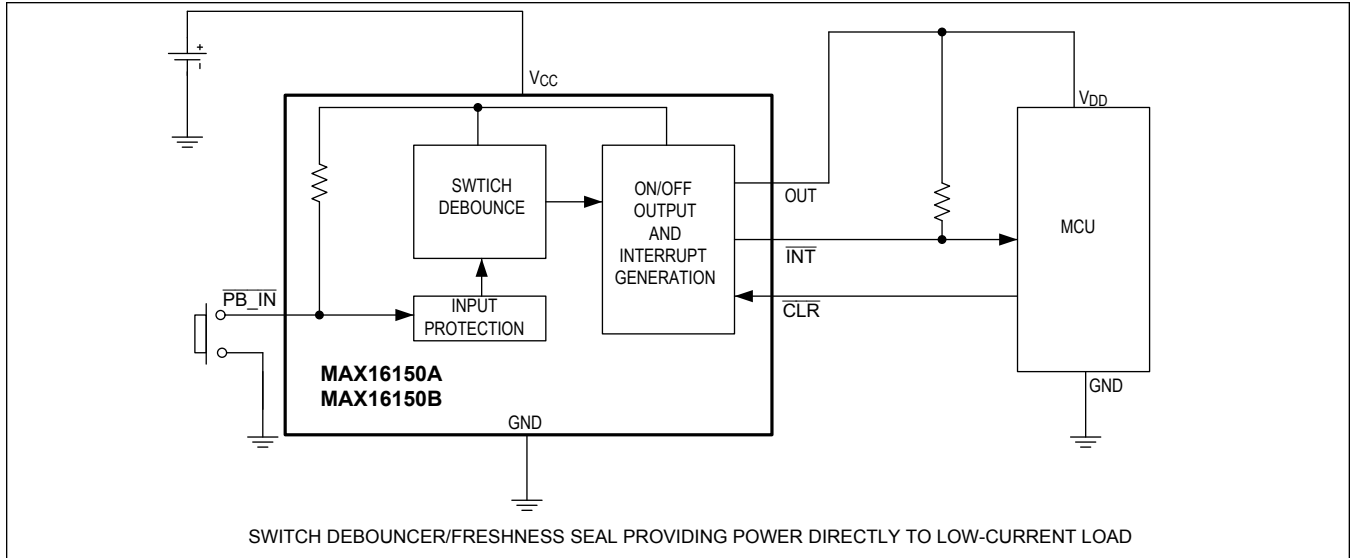 +
-
VCC
VDD
SWTICH
DEBOUNCE
ON/OFF
OUTPUT
AND
INTERRUPT
GENERATION
OUT
INT
CLR
MCU
PB_IN
INPUT
PROTECTION
MAX16150A
MAX16150B
GND
GND
SWITCH DEBOUNCER/FRESHNESS SEAL PROVIDING POWER DIRECTLY TO LOW-CURRENT LOAD